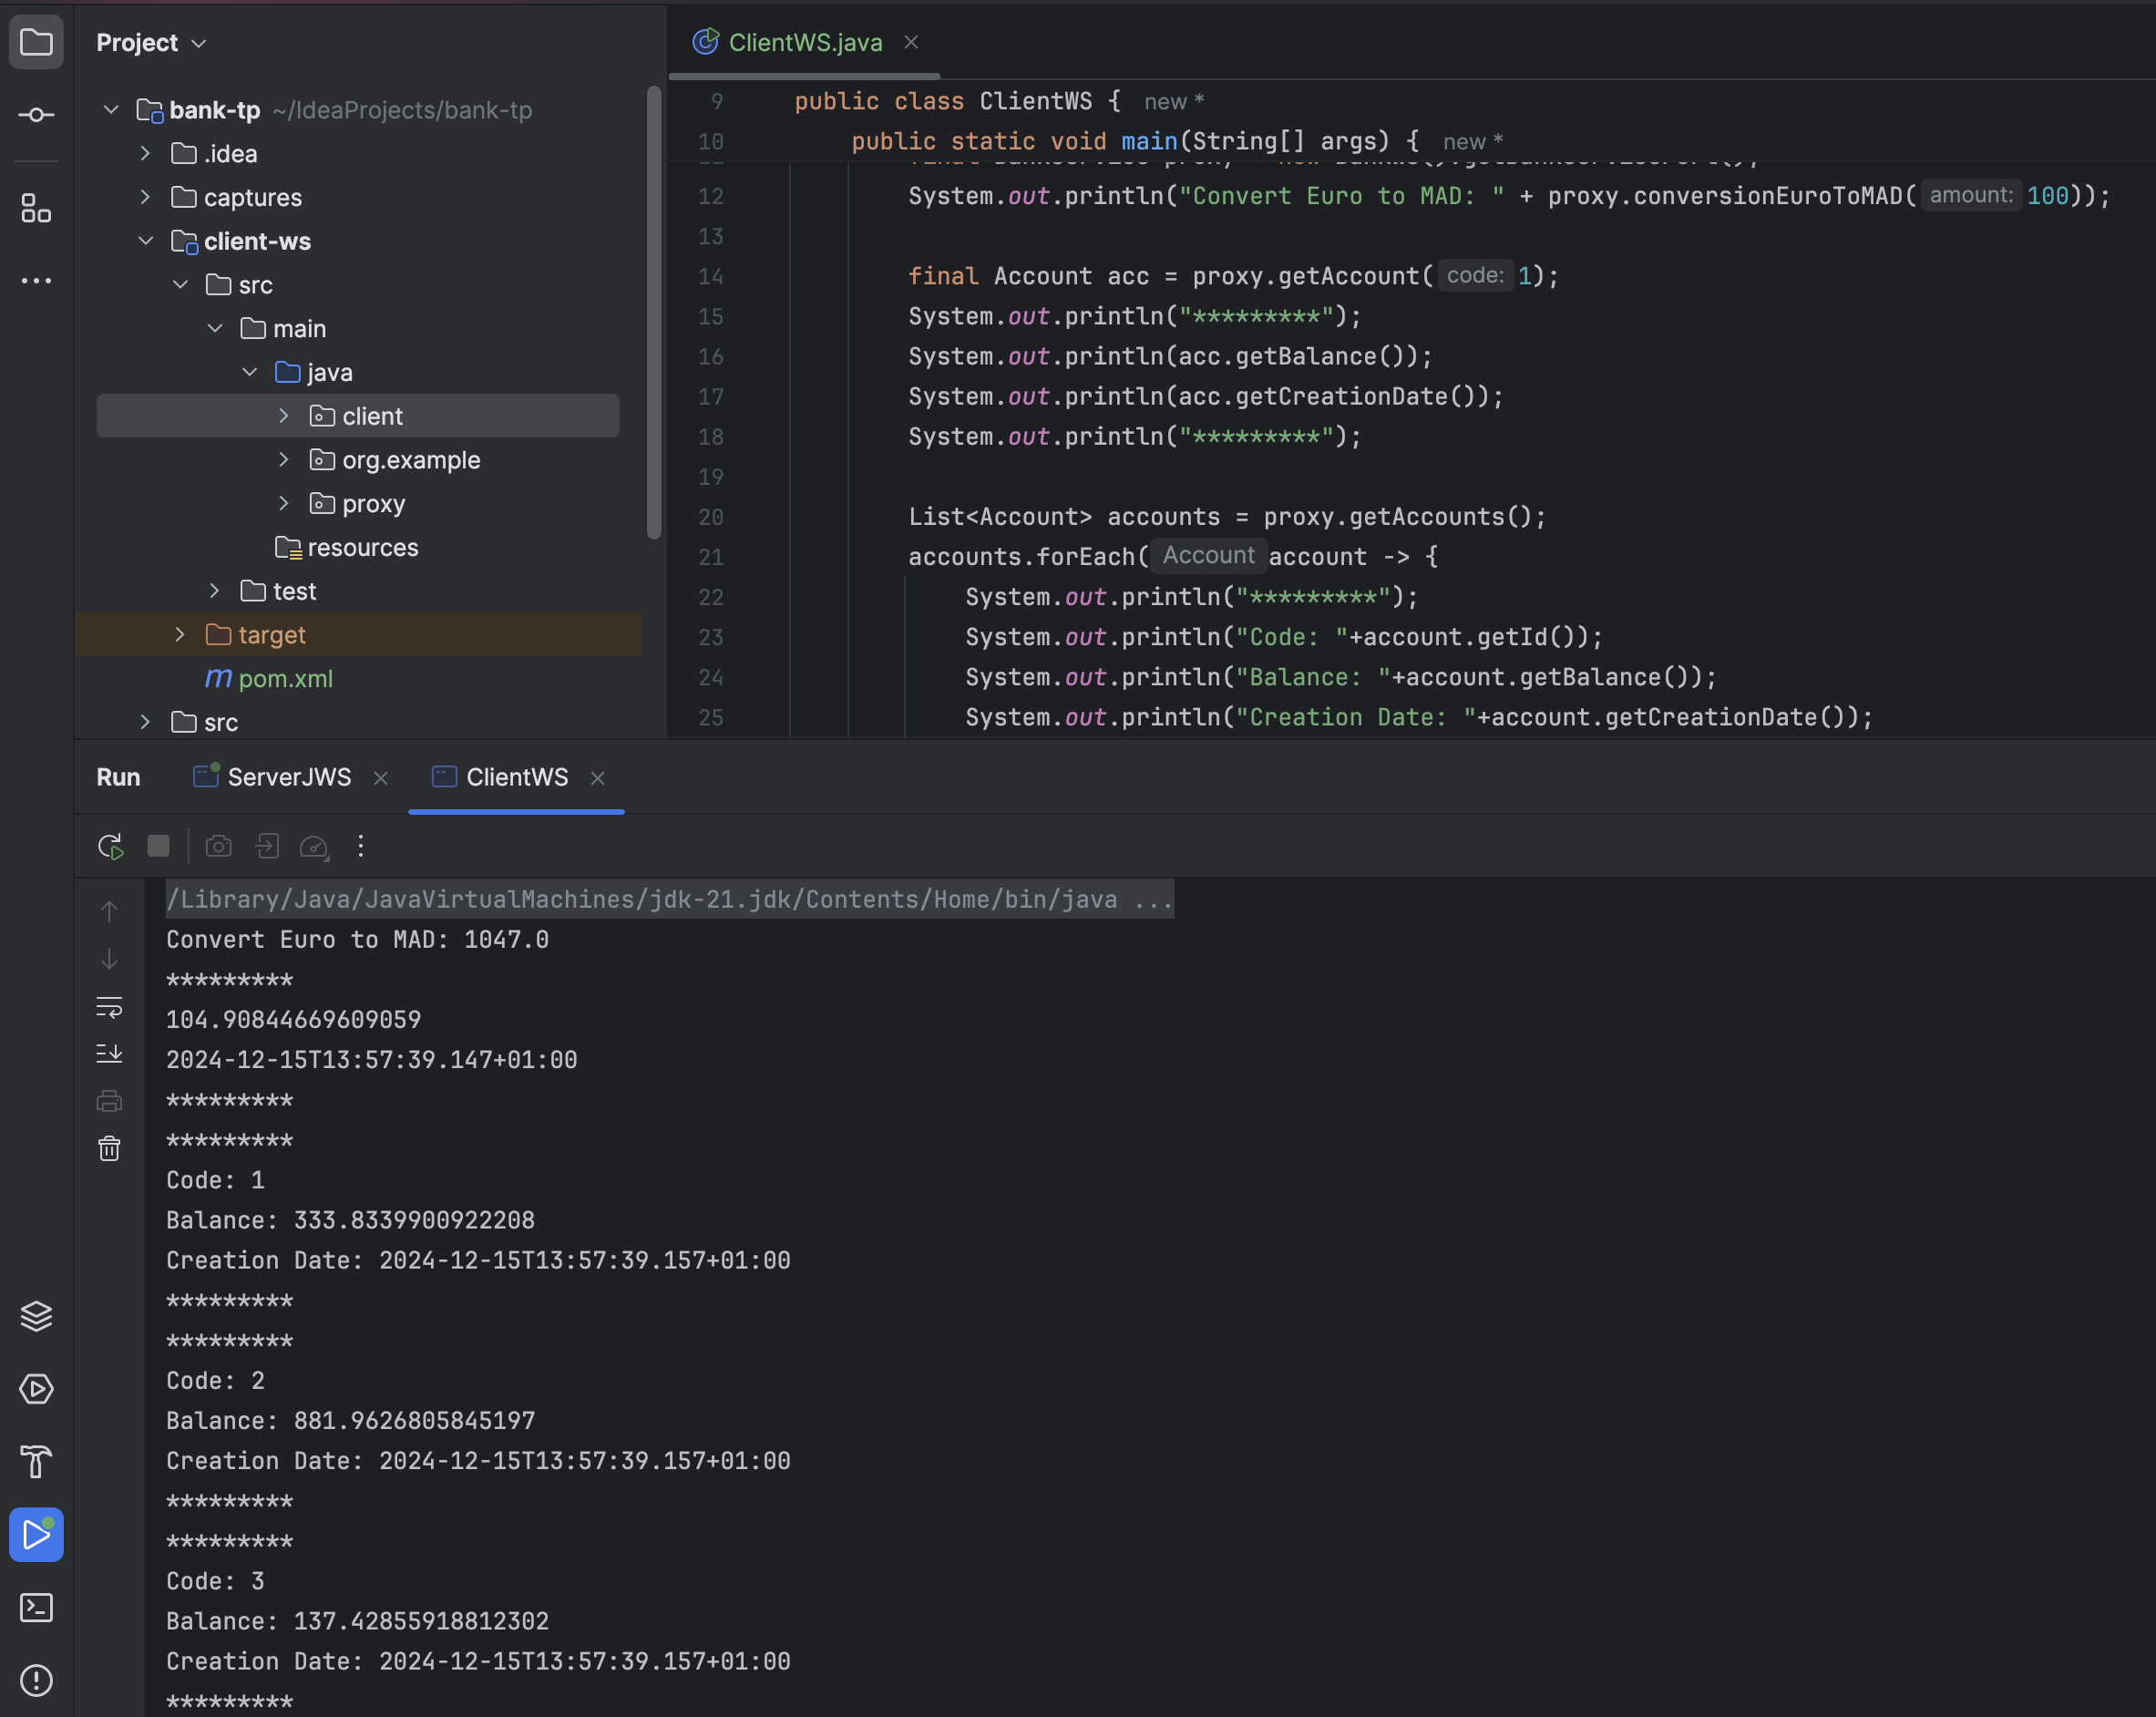 Project
bank-tp ~/IdeaProjects/bank-tp
.idea
captures
client-ws
src
main
java
client
org.example
proxy
resources
test
target
pom.xml
src
ClientWS.java
9 public class ClientWS { new *
10 public static void main(String[] args) { new *
12 System.out.println("Convert Euro to MAD: " + proxy.conversionEuroToMAD( amount: 100));
13
14 final Account acc = proxy.getAccount( code: 1);
15 System.out.println("*********");
16 System.out.println(acc.getBalance());
17 System.out.println(acc.getCreationDate());
18 System.out.println("*********");
19
20 List<Account> accounts = proxy.getAccounts();
21 accounts.forEach( Account account -> {
22 System.out.println("*********");
23 System.out.println("Code: "+account.getId());
24 System.out.println("Balance: "+account.getBalance());
25 System.out.println("Creation Date: "+account.getCreationDate());
Run ServerJWS ClientWS
/Library/Java/JavaVirtualMachines/jdk-21.jdk/Contents/Home/bin/java ...
Convert Euro to MAD: 1047.0
*********
104.90844669609059
2024-12-15T13:57:39.147+01:00
*********
*********
Code: 1
Balance: 333.8339900922208
Creation Date: 2024-12-15T13:57:39.157+01:00
*********
*********
Code: 2
Balance: 881.9626805845197
Creation Date: 2024-12-15T13:57:39.157+01:00
*********
*********
Code: 3
Balance: 137.42855918812302
Creation Date: 2024-12-15T13:57:39.157+01:00
*********